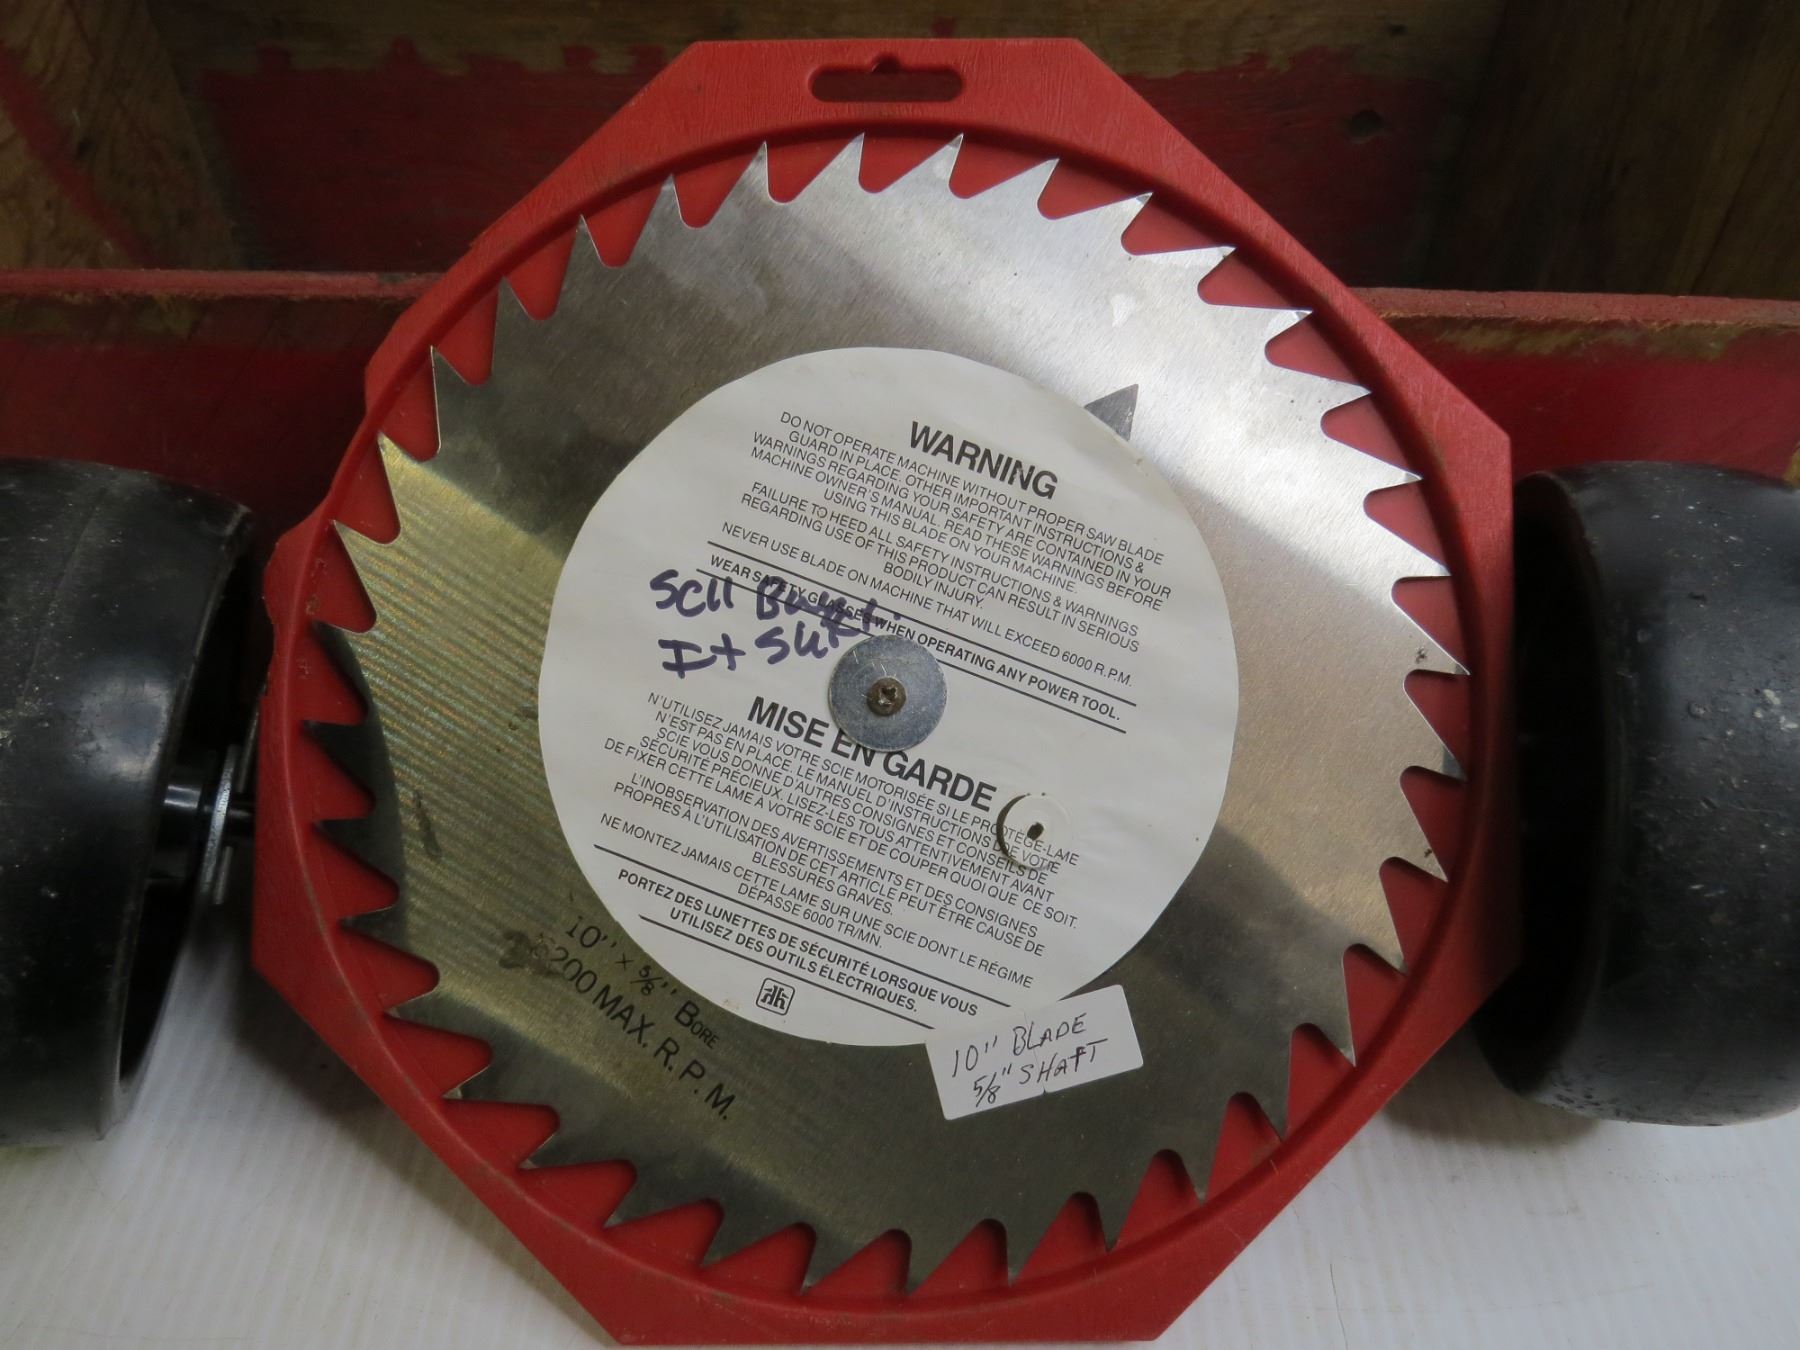 WARNING
DO NOT OPERATE MACHINE WITHOUT PROPER SAW BLADE
GUARD IN PLACE. OTHER IMPORTANT INSTRUCTIONS &
WARNINGS REGARDING YOUR SAFETY, ARE CONTAINED IN YOUR
MACHINE OWNER'S MANUAL. READ THESE WARNINGS BEFORE
USING THIS BLADE ON YOUR MACHINE.
FAILURE TO HEED ALL SAFETY INSTRUCTIONS & WARNINGS
REGARDING USE OF THIS PRODUCT CAN RESULT IN SERIOUS
BODILY INJURY.
NEVER USE BLADE ON MACHINE THAT WILL EXCEED 6000 R.P.M.
WEAR SAFETY GLASSES WHEN OPERATING ANY POWER TOOL.
It
MISE EN GARDE
N'UTILISEZ JAMAIS VOTRE SCIE MOTORISÉE SI LE PROTÈGE-LAME
N'EST PAS EN PLACE. LE MANUEL D'INSTRUCTIONS DE VOTRE
SCIE VOUS DONNE D'AUTRES CONSIGNES ET CONSEILS DE
SÉCURITÉ PRÉCIEUX. LISEZ-LES TOUS ATTENTIVEMENT AVANT
DE FIXER CETTE LAME À VOTRE SCIE ET DE COUPER QUOI QUE CE SOIT.
L'INOBSERVATION DES AVERTISSEMENTS ET DES CONSIGNES
PROPRES À L'UTILISATION DE CET ARTICLE PEUT ÊTRE CAUSE DE
BLESSURES GRAVES.
NE MONTEZ JAMAIS CETTE LAME SUR UNE SCIE DONT LE RÉGIME
DÉPASSE 6000 TR/MN.
PORTEZ DES LUNETTES DE SÉCURITÉ LORSQUE VOUS
UTILISEZ DES OUTILS ÉLECTRIQUES.
10" x 5/8" BORE
200 MAX. R.P.M.
10" BLADE
5/8" SHAFT